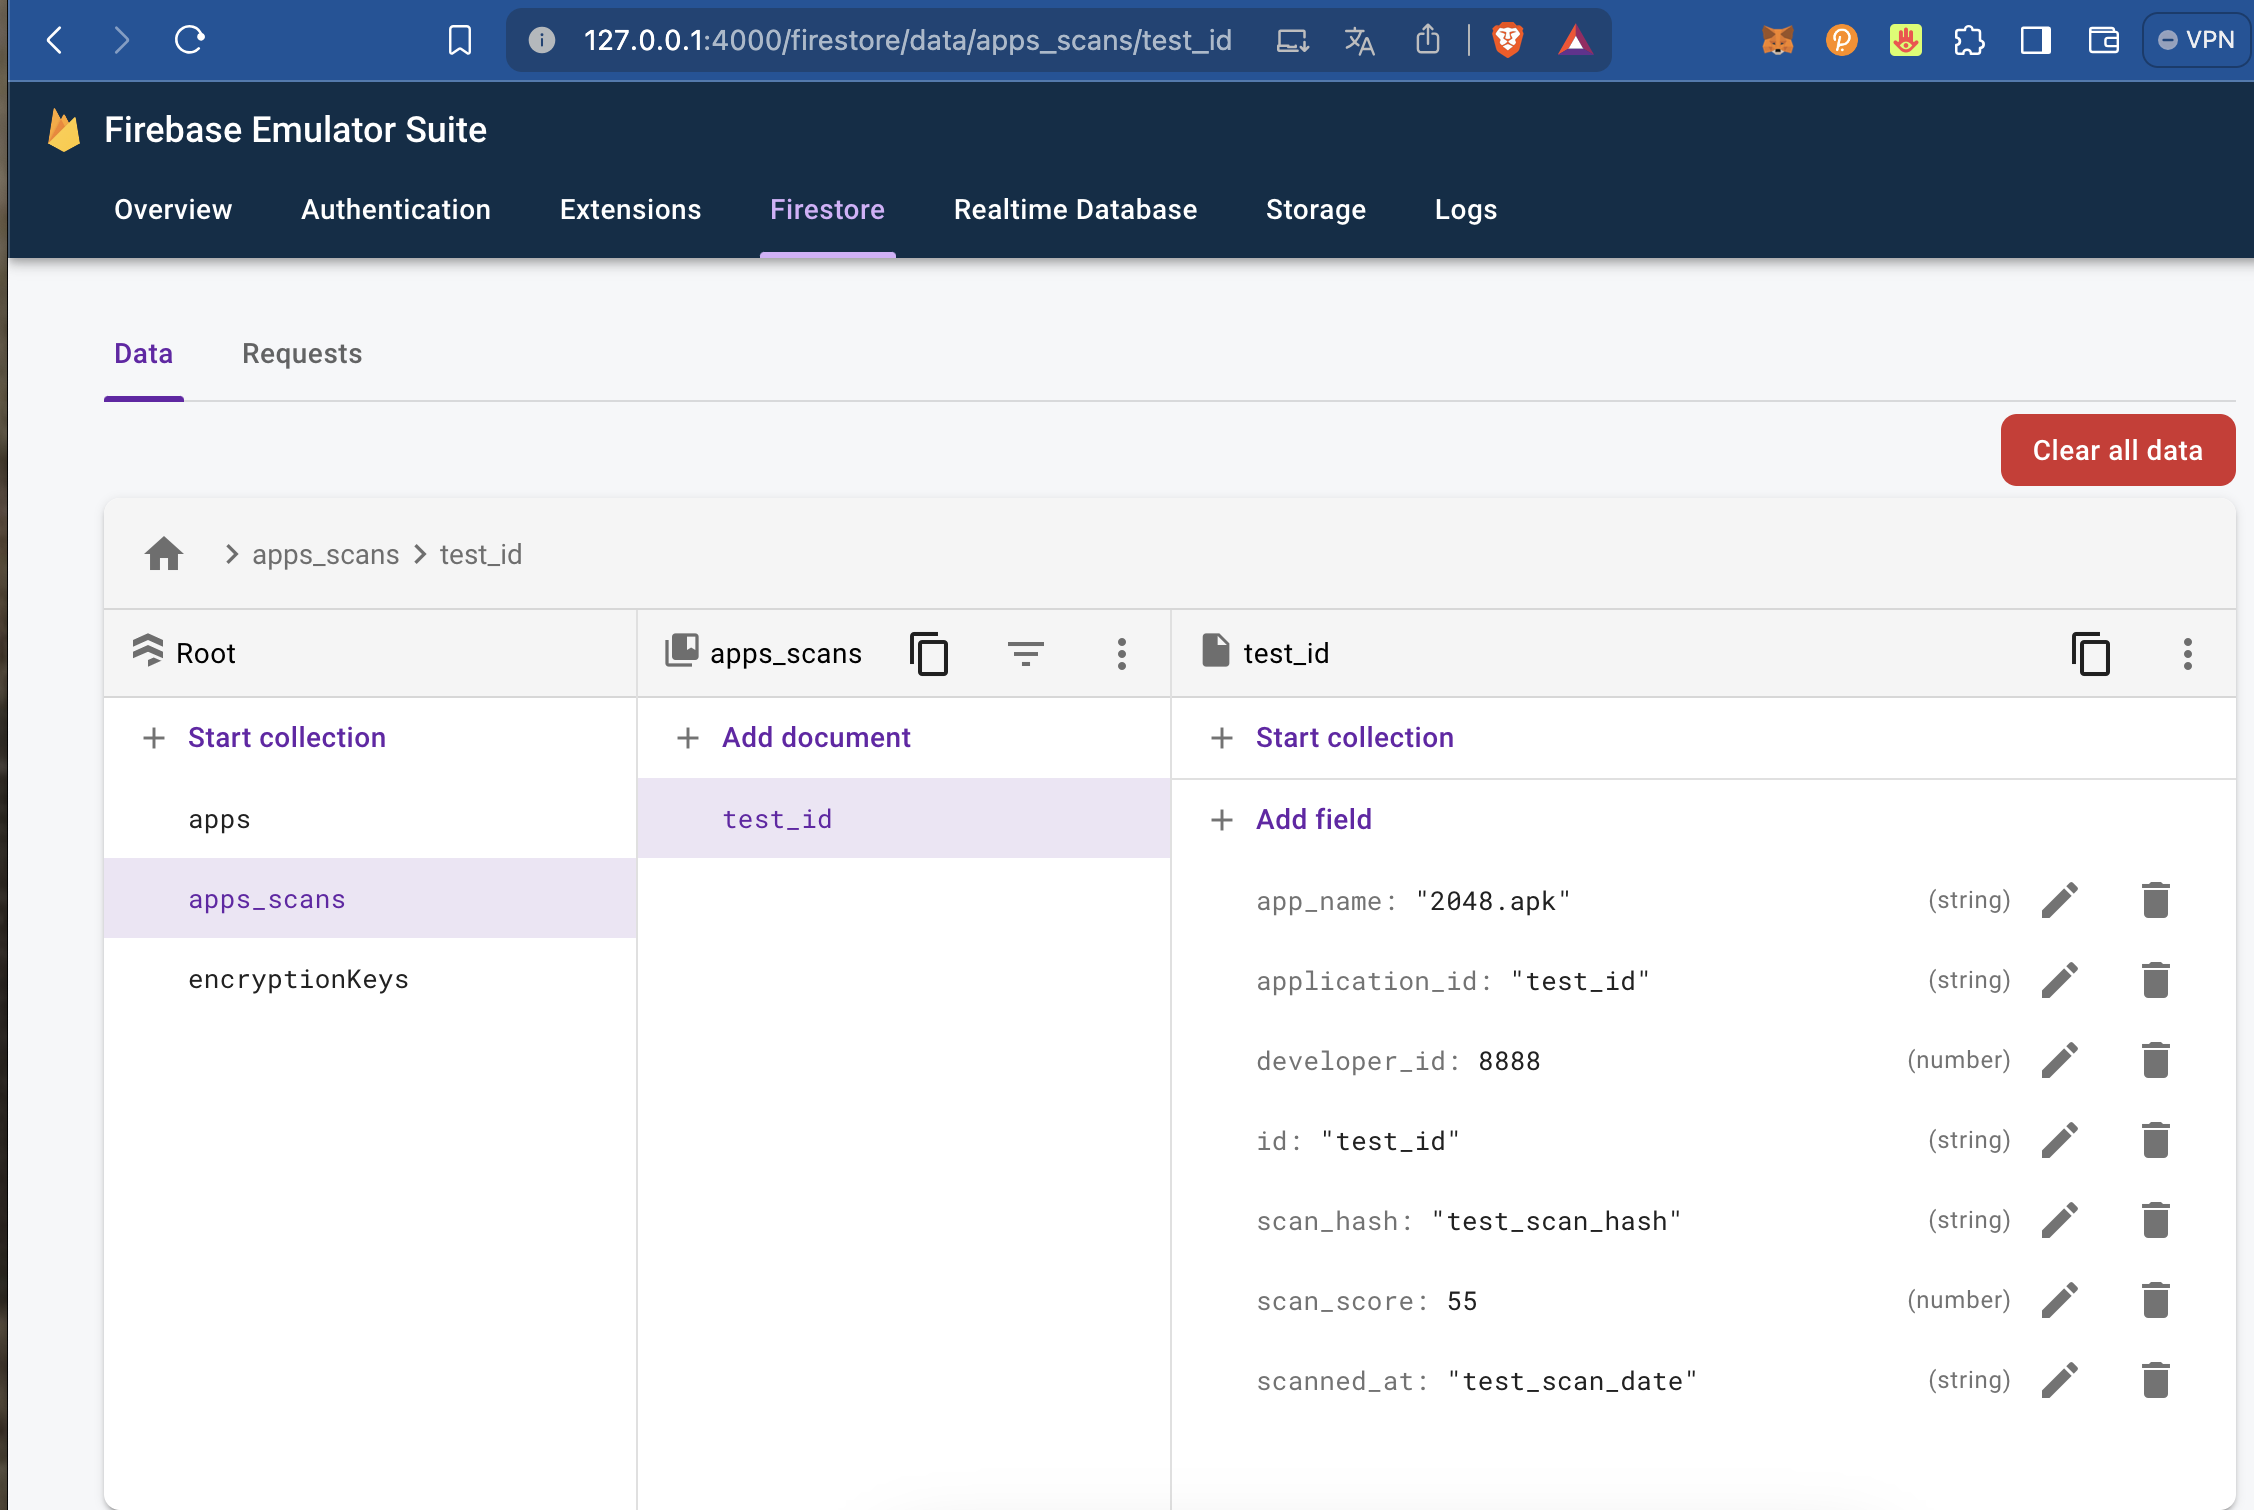 127.0.0.1:4000/firestore/data/apps_scans/test_id
VPN
Firebase Emulator Suite
Overview
Authentication
Extensions
Firestore
Realtime Database
Storage
Logs
Data
Requests
Clear all data
apps_scans
test_id
Root
apps_scans
test_id
Start collection
Add document
Start collection
apps
test_id
Add field
apps_scans
encryptionKeys
app_name: "2048.apk" (string)
application_id: "test_id" (string)
developer_id: 8888 (number)
id: "test_id" (string)
scan_hash: "test_scan_hash" (string)
scan_score: 55 (number)
scanned_at: "test_scan_date" (string)